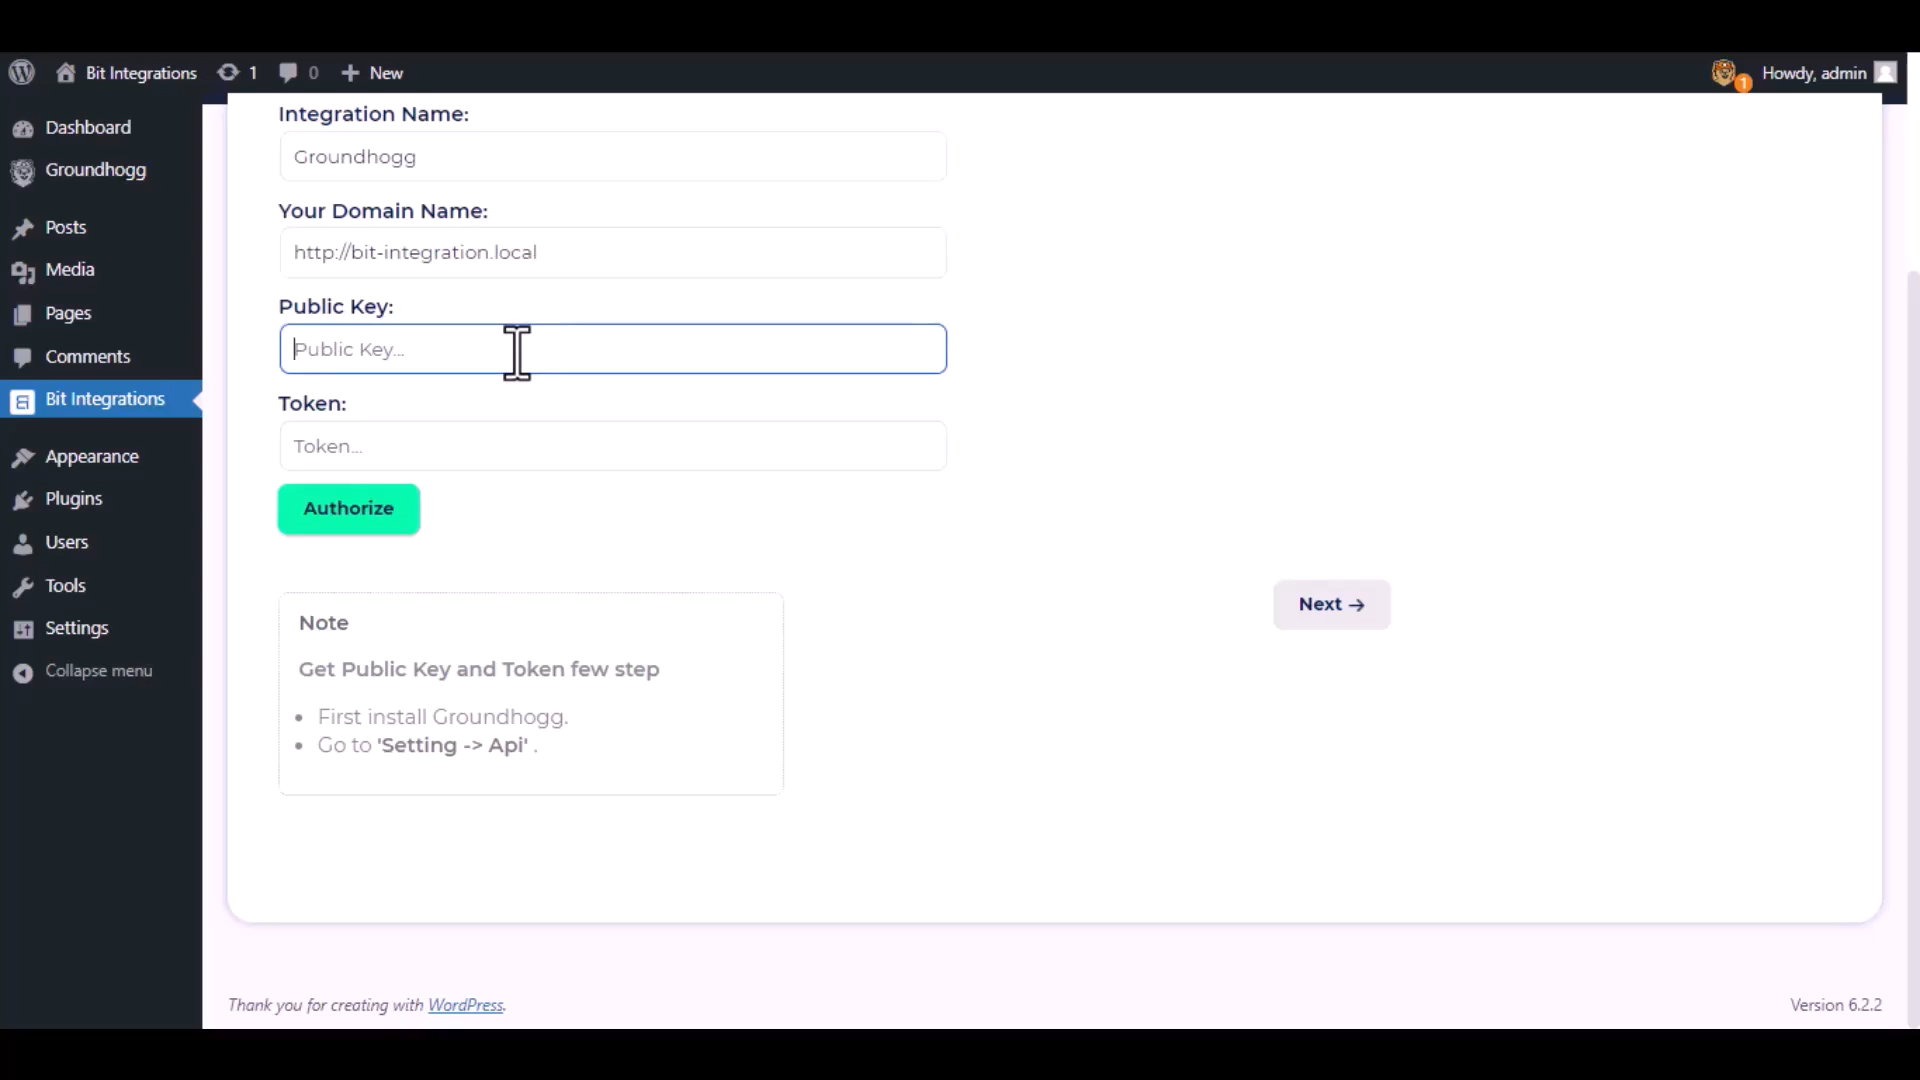 Bit Integrations 1 0 New 1 Howdy, admin
Dashboard
Groundhogg
Posts
Media
Pages
Comments
Bit Integrations
Appearance
Plugins
Users
Tools
Settings
Collapse menu
Integration Name:
Groundhogg
Your Domain Name:
http://bit-integration.local
Public Key:
Public Key...
Token:
Token...
Authorize
Next →
Note
Get Public Key and Token few step
• First install Groundhogg.
• Go to 'Setting -> Api' .
Thank you for creating with WordPress.
Version 6.2.2